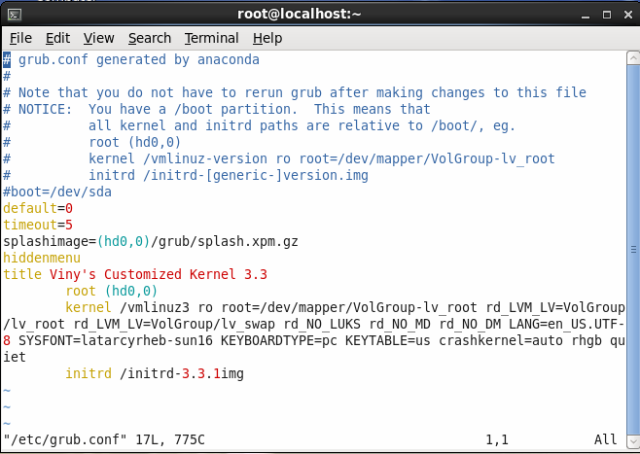 root@localhost:~
File Edit View Search Terminal Help
# grub.conf generated by anaconda
#
# Note that you do not have to rerun grub after making changes to this file
# NOTICE:  You have a /boot partition.  This means that
#          all kernel and initrd paths are relative to /boot/, eg.
#          root (hd0,0)
#          kernel /vmlinuz-version ro root=/dev/mapper/VolGroup-lv_root
#          initrd /initrd-[generic-]version.img
#boot=/dev/sda
default=0
timeout=5
splashimage=(hd0,0)/grub/splash.xpm.gz
hiddenmenu
title Viny's Customized Kernel 3.3
        root (hd0,0)
        kernel /vmlinuz3 ro root=/dev/mapper/VolGroup-lv_root rd_LVM_LV=VolGroup
/lv_root rd_LVM_LV=VolGroup/lv_swap rd_NO_LUKS rd_NO_MD rd_NO_DM LANG=en_US.UTF-
8 SYSFONT=latarcyrheb-sun16 KEYBOARDTYPE=pc KEYTABLE=us crashkernel=auto rhgb qu
iet
        initrd /initrd-3.3.1img
~
~
~
"/etc/grub.conf" 17L, 775C 1,1 All